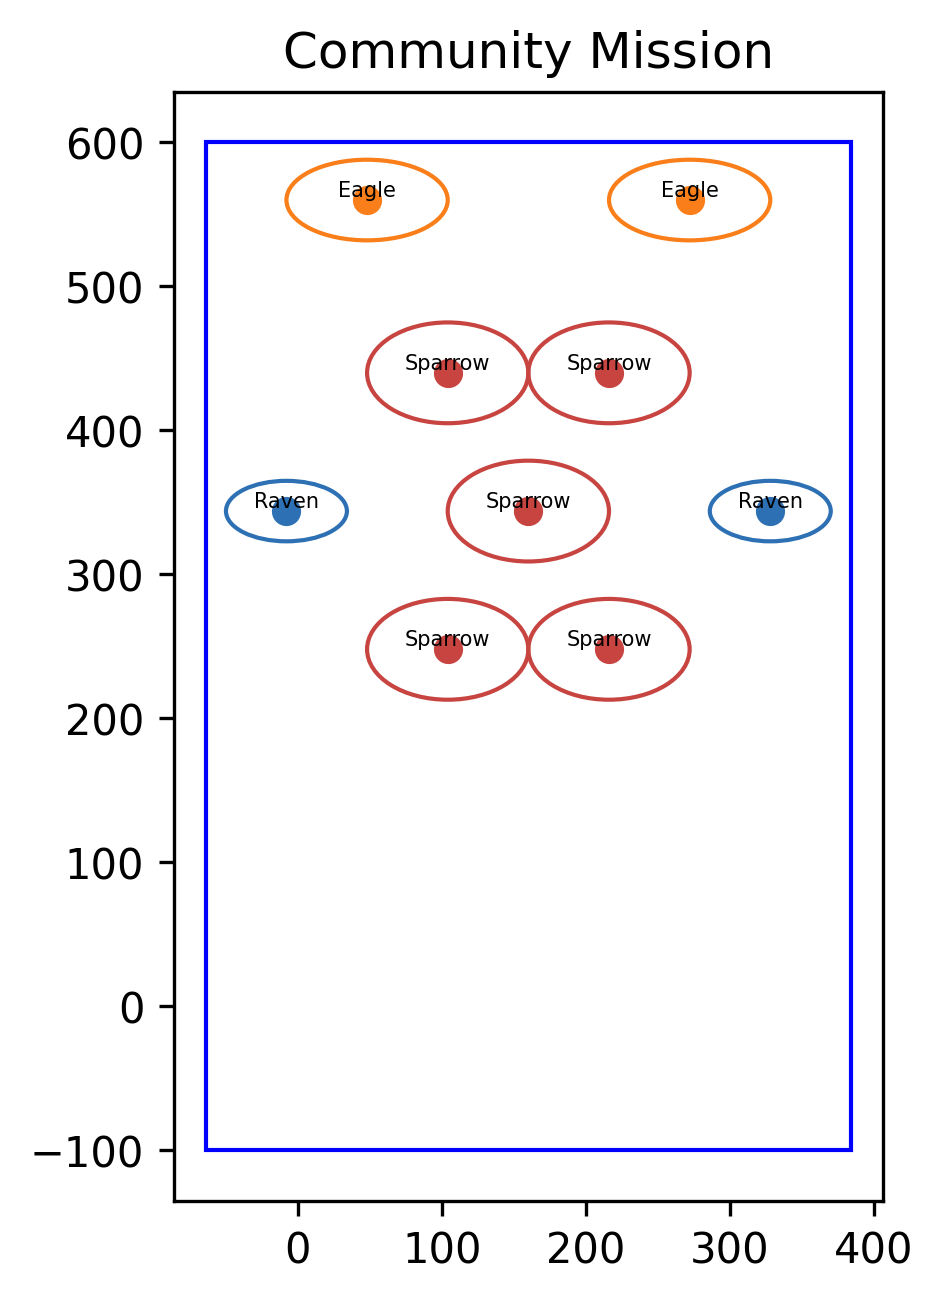 Community Mission
600
Eagle Eagle
500
Sparrow Sparrow
400
Raven Sparrow Raven
300
Sparrow Sparrow
200
100
0
−100
0 100 200 300 400